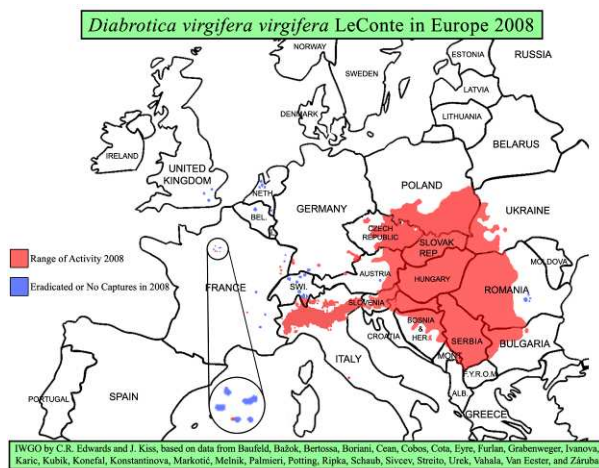 Diabrotica virgifera virgifera LeConte in Europe 2008
NORWAY
SWEDEN
ESTONIA
RUSSIA
LATVIA
DENMARK
LITHUANIA
IRELAND
UNITED
KINGDOM
BELARUS
NETH.
BEL.
GERMANY
POLAND
UKRAINE
CZECH
REPUBLIC
SLOVAK
REP.
Range of Activity 2008
Eradicated or No Captures in 2008
FRANCE
SWI.
AUSTRIA
HUNGARY
MOLDOVA
ROMANIA
SLOVENIA
CROATIA
BOSNIA
&
HER.
SERBIA
ITALY
MONT.
BULGARIA
F.Y.R.O.M.
ALB.
GREECE
PORTUGAL
SPAIN
IWGO by C.R. Edwards and J. Kiss, based on data from Baufeld, Bažok, Bertossa, Boriani, Cean, Cobos, Cota, Eyre, Furlan, Grabenweger, Ivanova,
Karic, Kubik, Konefal, Konstantinova, Markotić, Melnik, Palmieri, Potting, Ripka, Schaub, Sivcev, Streito, Urek, Vahala, Van Eester, and Záruba